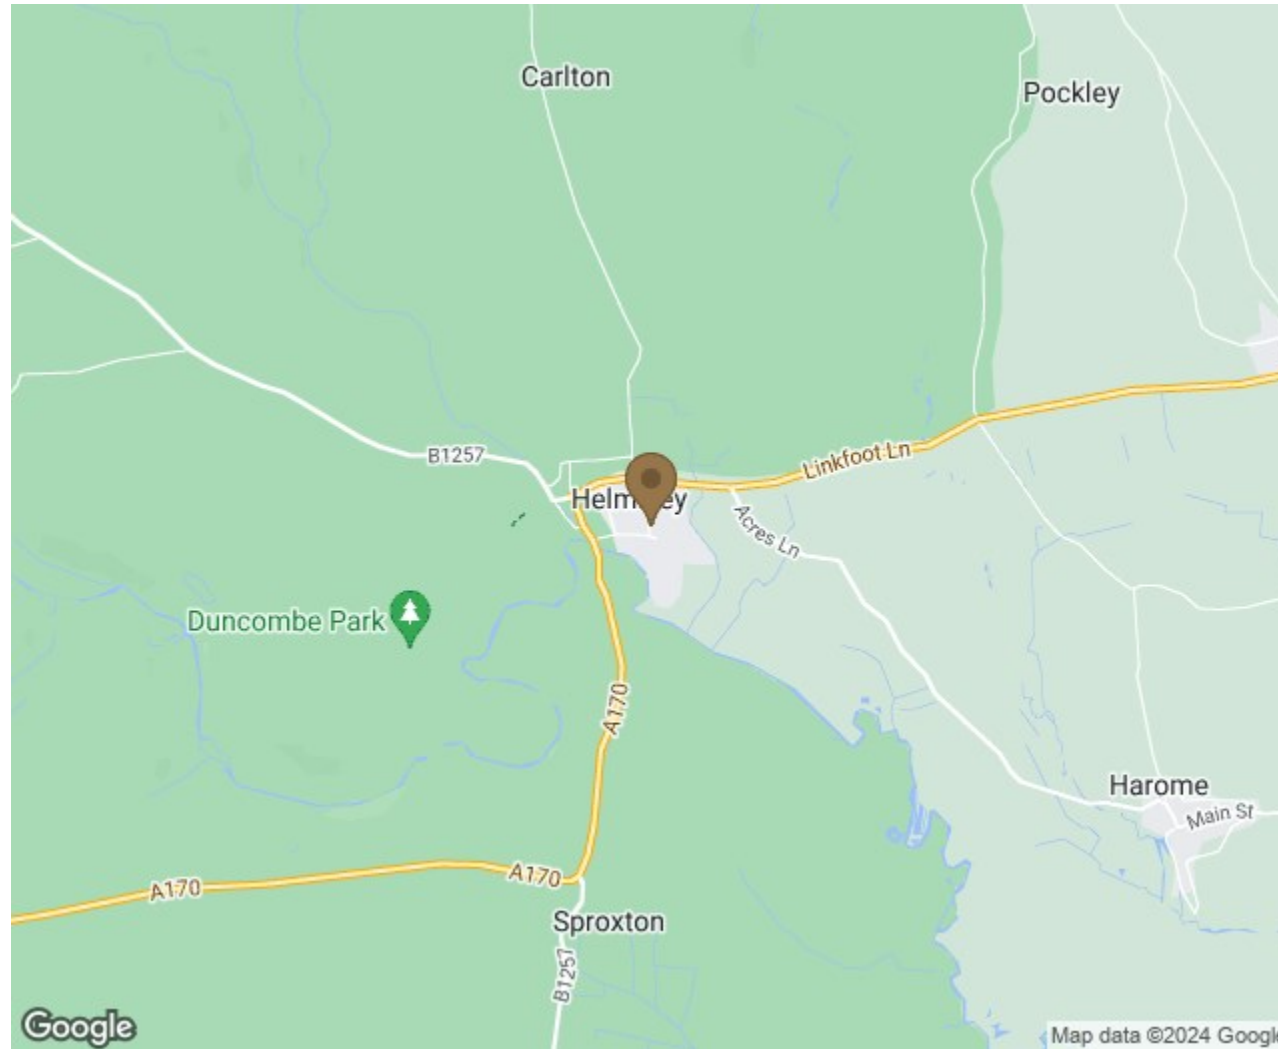 Carlton
Pockley
B1257
Linkfoot Ln
Acres Ln
Duncombe Park
A170
Harome
Main St
A170
A170
Sproxton
B1257
Google
Map data ©2024 Google